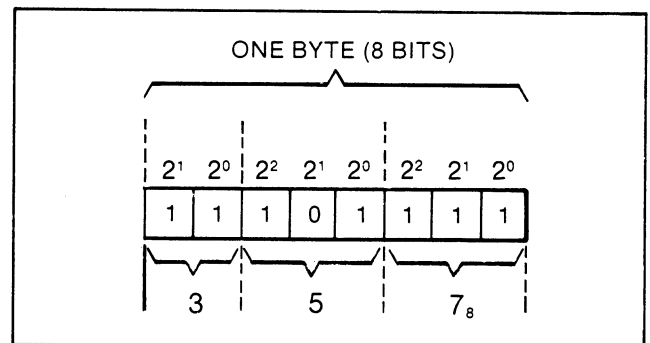 ONE BYTE (8 BITS)
2¹ 2⁰ 2² 2¹ 2⁰ 2² 2¹ 2⁰
1 1 1 0 1 1 1 1
3 5 7₈